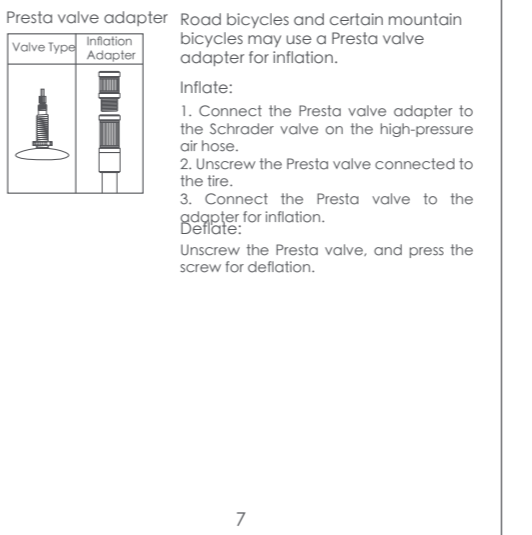 Presta valve adapter
Valve Type
Inflation
Adapter
Road bicycles and certain mountain
bicycles may use a Presta valve
adapter for inflation.
Inflate:
1. Connect the Presta valve adapter to
the Schrader valve on the high-pressure
air hose.
2. Unscrew the Presta valve connected to
the tire.
3. Connect the Presta valve to the
adapter for inflation.
Deflate:
Unscrew the Presta valve, and press the
screw for deflation.
7